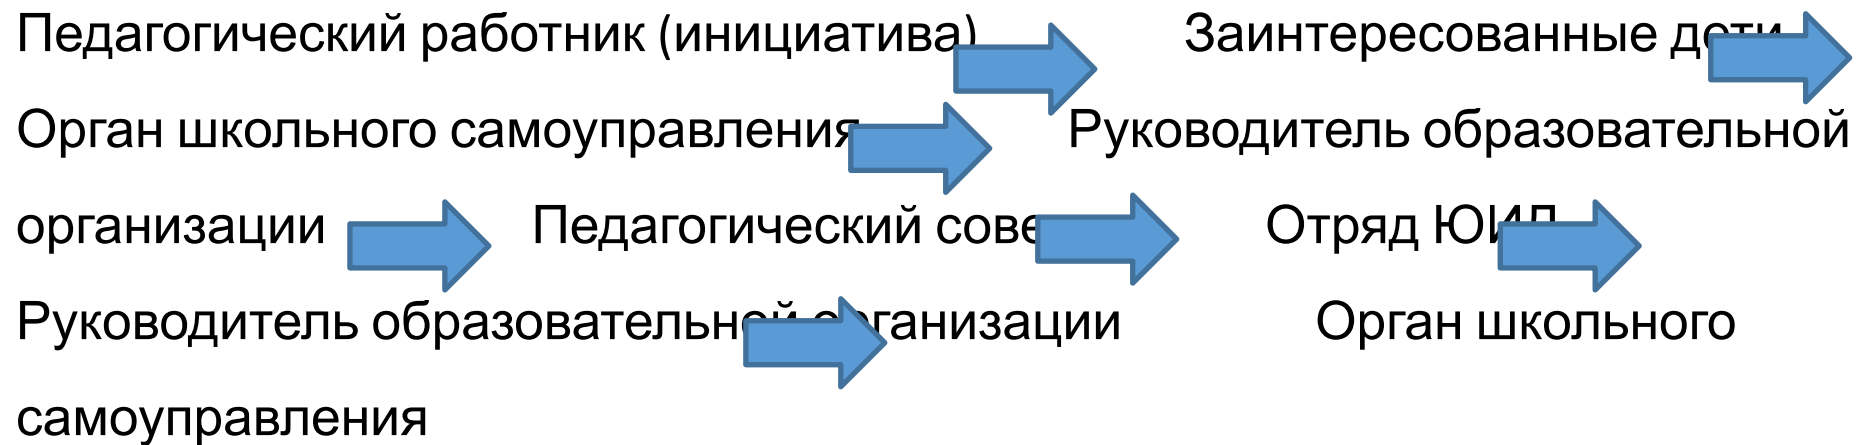 Педагогический работник (инициатива) Заинтересованные дети
Орган школьного самоуправления Руководитель образовательной
организации Педагогический сове Отряд ЮИД
Руководитель образовательной организации Орган школьного
самоуправления